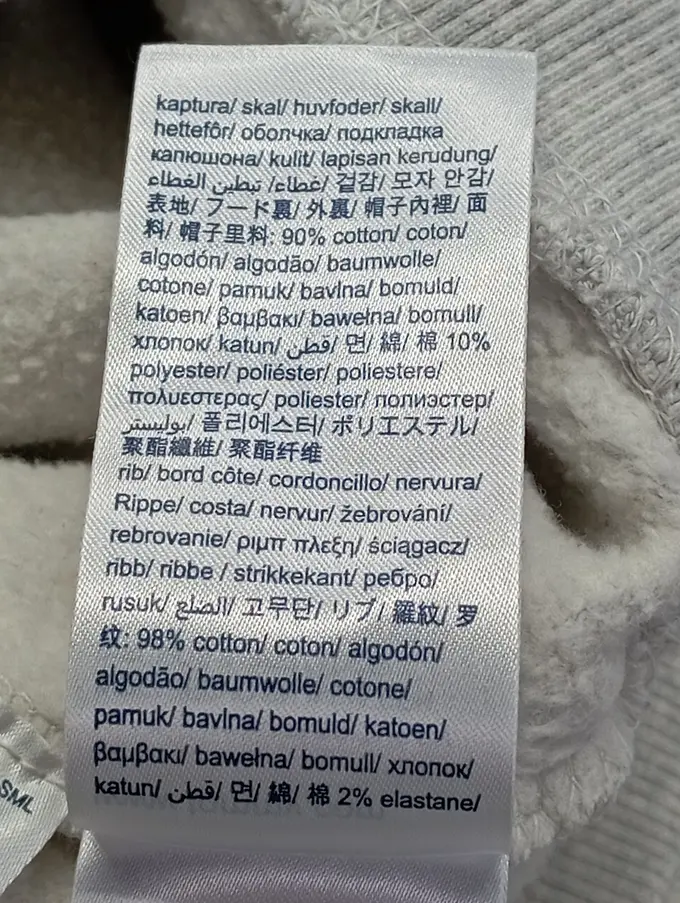 kaptura/ skal/ huvfoder/ skall/
hettefôr/ оболчка/ подкладка
капюшона/ kulit/ lapisan kerudung/
غطاء/ تبطين الغطاء/ 겉감/ 모자 안감/
表地/ フード裏/ 外裏/ 帽子內裡/ 面
料/ 帽子里料: 90% cotton/ coton/
algodón/ algodão/ baumwolle/
cotone/ pamuk/ bavlna/ bomuld/
katoen/ βαμβακι/ bawełna/ bomull/
хлопок/ katun/ قطن/ 면/ 綿/ 棉 10%
polyester/ poliéster/ poliestere/
πολυεστερας/ poliester/ полиэстер/
بوليستر/ 폴리에스터/ ポリエステル/
聚酯纖維/ 聚酯纤维
rib/ bord côte/ cordoncillo/ nervura/
Rippe/ costa/ nervur/ žebrování/
rebrovanie/ ριμπ πλεξη/ ściągacz/
ribb/ ribbe / strikkekant/ ребро/
rusuk/ الضلع/ 고무단/ リブ/ 羅紋/ 罗
纹: 98% cotton/ coton/ algodón/
algodão/ baumwolle/ cotone/
pamuk/ bavlna/ bomuld/ katoen/
βαμβακι/ bawełna/ bomull/ хлопок/
katun/ قطن/ 면/ 綿/ 棉 2% elastane/
SML